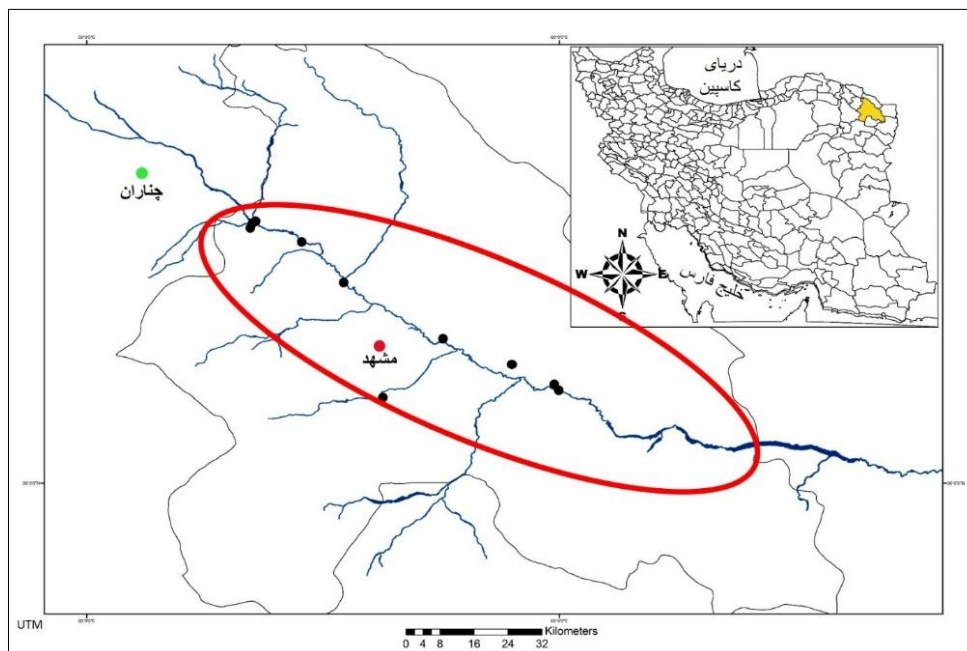 دریای
کاسپین
چناران
N
W
E
خلیج فارس
مشهد
UTM
Kilometers
0 4 8 16 24 32